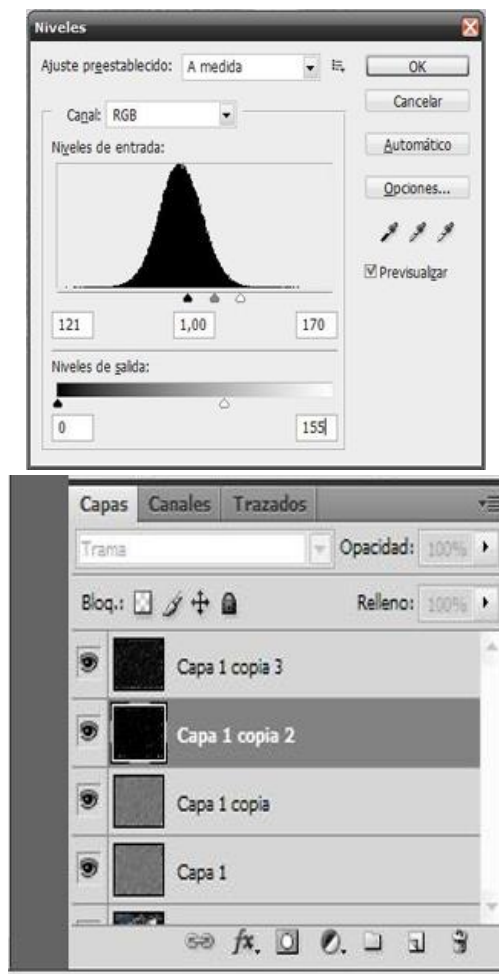 Niveles
Ajuste preestablecido: A medida
OK
Canal: RGB
Cancelar
Niveles de entrada:
Automático
Opciones...
Previsualizar
121 1,00 170
Niveles de salida:
0 155
Capas Canales Trazados
Trama Opacidad: 100%
Bloq.: Relleno: 100%
Capa 1 copia 3
Capa 1 copia 2
Capa 1 copia
Capa 1
fx.